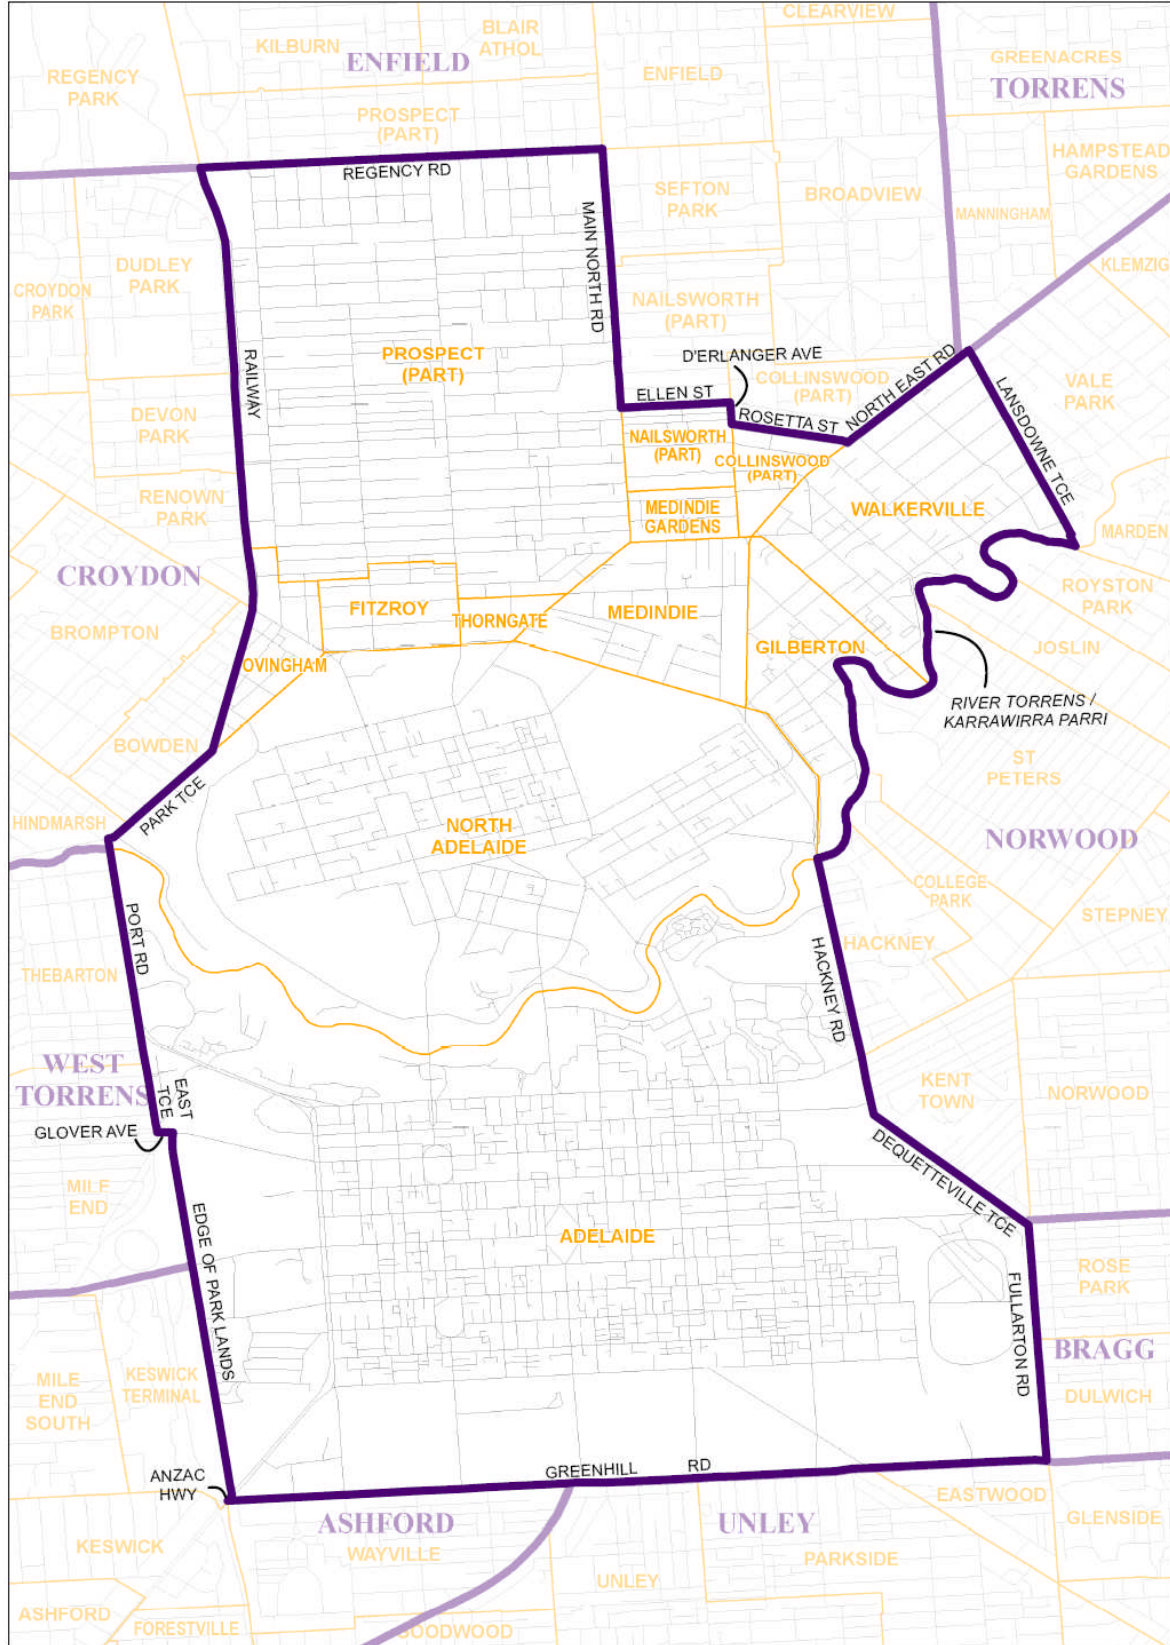 CLEARVIEW
BLAIR
ATHOL
KILBURN
ENFIELD
REGENCY
PARK
ENFIELD
GREENACRES
TORRENS
PROSPECT
(PART)
HAMPSTEAD
GARDENS
REGENCY RD
SEFTON
PARK
BROADVIEW
MANNINGHAM
MAIN NORTH RD
DUDLEY
PARK
CROYDON
PARK
KLEMZIG
NAILSWORTH
(PART)
RAILWAY
PROSPECT
(PART)
D'ERLANGER AVE
COLLINSWOOD
(PART)
NORTH EAST RD
LANSDOWNE TCE
VALE
PARK
ELLEN ST
ROSETTA ST
DEVON
PARK
NAILSWORTH
(PART)
COLLINSWOOD
(PART)
RENOWN
PARK
MEDINDIE
GARDENS
WALKERVILLE
MARDEN
CROYDON
ROYSTON
PARK
FITZROY
THORNGATE
MEDINDIE
BROMPTON
GILBERTON
JOSLIN
OVINGHAM
RIVER TORRENS /
KARRAWIRRA PARRI
BOWDEN
ST
PETERS
PARK TCE
HINDMARSH
NORTH
ADELAIDE
NORWOOD
COLLEGE
PARK
STEPNEY
PORT RD
HACKNEY
HACKNEY RD
THEBARTON
WEST
TORRENS
EAST
TCE
KENT
TOWN
NORWOOD
GLOVER AVE
DEQUETTEVILLE TCE
MILE
END
EDGE OF PARK LANDS
ADELAIDE
ROSE
PARK
FULLARTON RD
BRAGG
MILE
END
SOUTH
KESWICK
TERMINAL
DULWICH
ANZAC
HWY
GREENHILL RD
EASTWOOD
GLENSIDE
ASHFORD
UNLEY
KESWICK
WAYVILLE
PARKSIDE
UNLEY
ASHFORD
FORESTVILLE
GOODWOOD